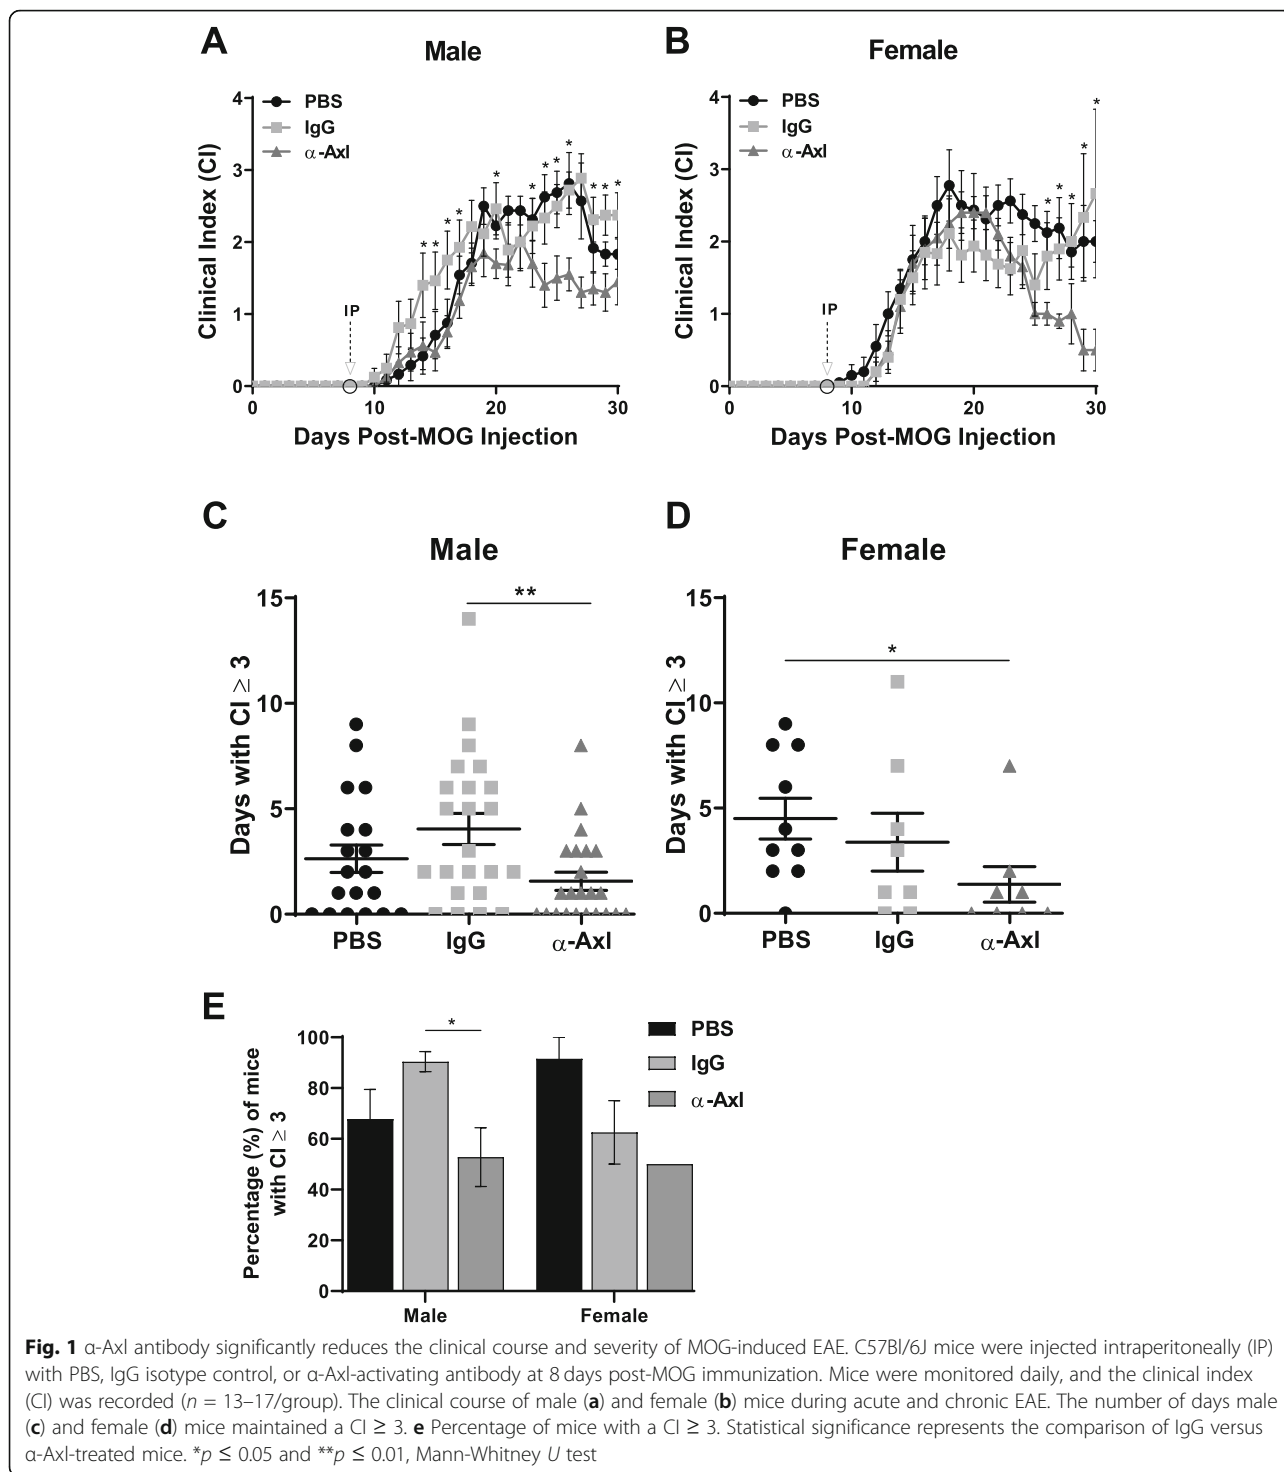 A
Male
PBS
IgG
α-Axl
Clinical Index (CI)
4
3
2
1
0
IP
* * * * * * * * * * * * *
0 10 20 30
Days Post-MOG Injection
B
Female
PBS
IgG
α-Axl
Clinical Index (CI)
4
3
2
1
0
IP
* * * * *
0 10 20 30
Days Post-MOG Injection
C
Male
Days with CI ≥ 3
15
10
5
0
**
PBS IgG α-Axl
D
Female
Days with CI ≥ 3
15
10
5
0
*
PBS IgG α-Axl
E
Percentage (%) of mice
with CI ≥ 3
100
80
60
40
20
0
*
Male Female
PBS
IgG
α-Axl
Fig. 1 α-Axl antibody significantly reduces the clinical course and severity of MOG-induced EAE. C57Bl/6J mice were injected intraperitoneally (IP)
with PBS, IgG isotype control, or α-Axl-activating antibody at 8 days post-MOG immunization. Mice were monitored daily, and the clinical index
(CI) was recorded (n = 13–17/group). The clinical course of male (a) and female (b) mice during acute and chronic EAE. The number of days male
(c) and female (d) mice maintained a CI ≥ 3. e Percentage of mice with a CI ≥ 3. Statistical significance represents the comparison of IgG versus
α-Axl-treated mice. *p ≤ 0.05 and **p ≤ 0.01, Mann-Whitney U test